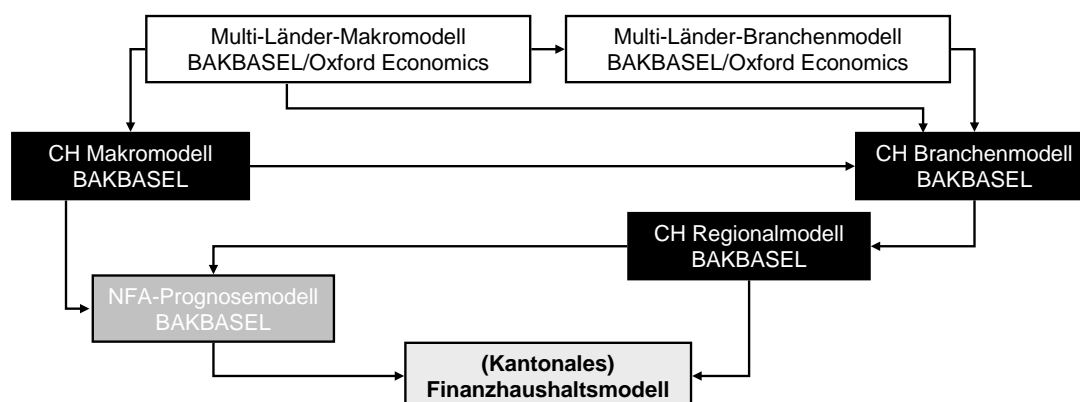 Multi-Länder-Makromodell
BAKBASEL/Oxford Economics
Multi-Länder-Branchenmodell
BAKBASEL/Oxford Economics
CH Makromodell
BAKBASEL
CH Branchenmodell
BAKBASEL
CH Regionalmodell
BAKBASEL
NFA-Prognosemodell
BAKBASEL
(Kantonales)
Finanzhaushaltsmodell